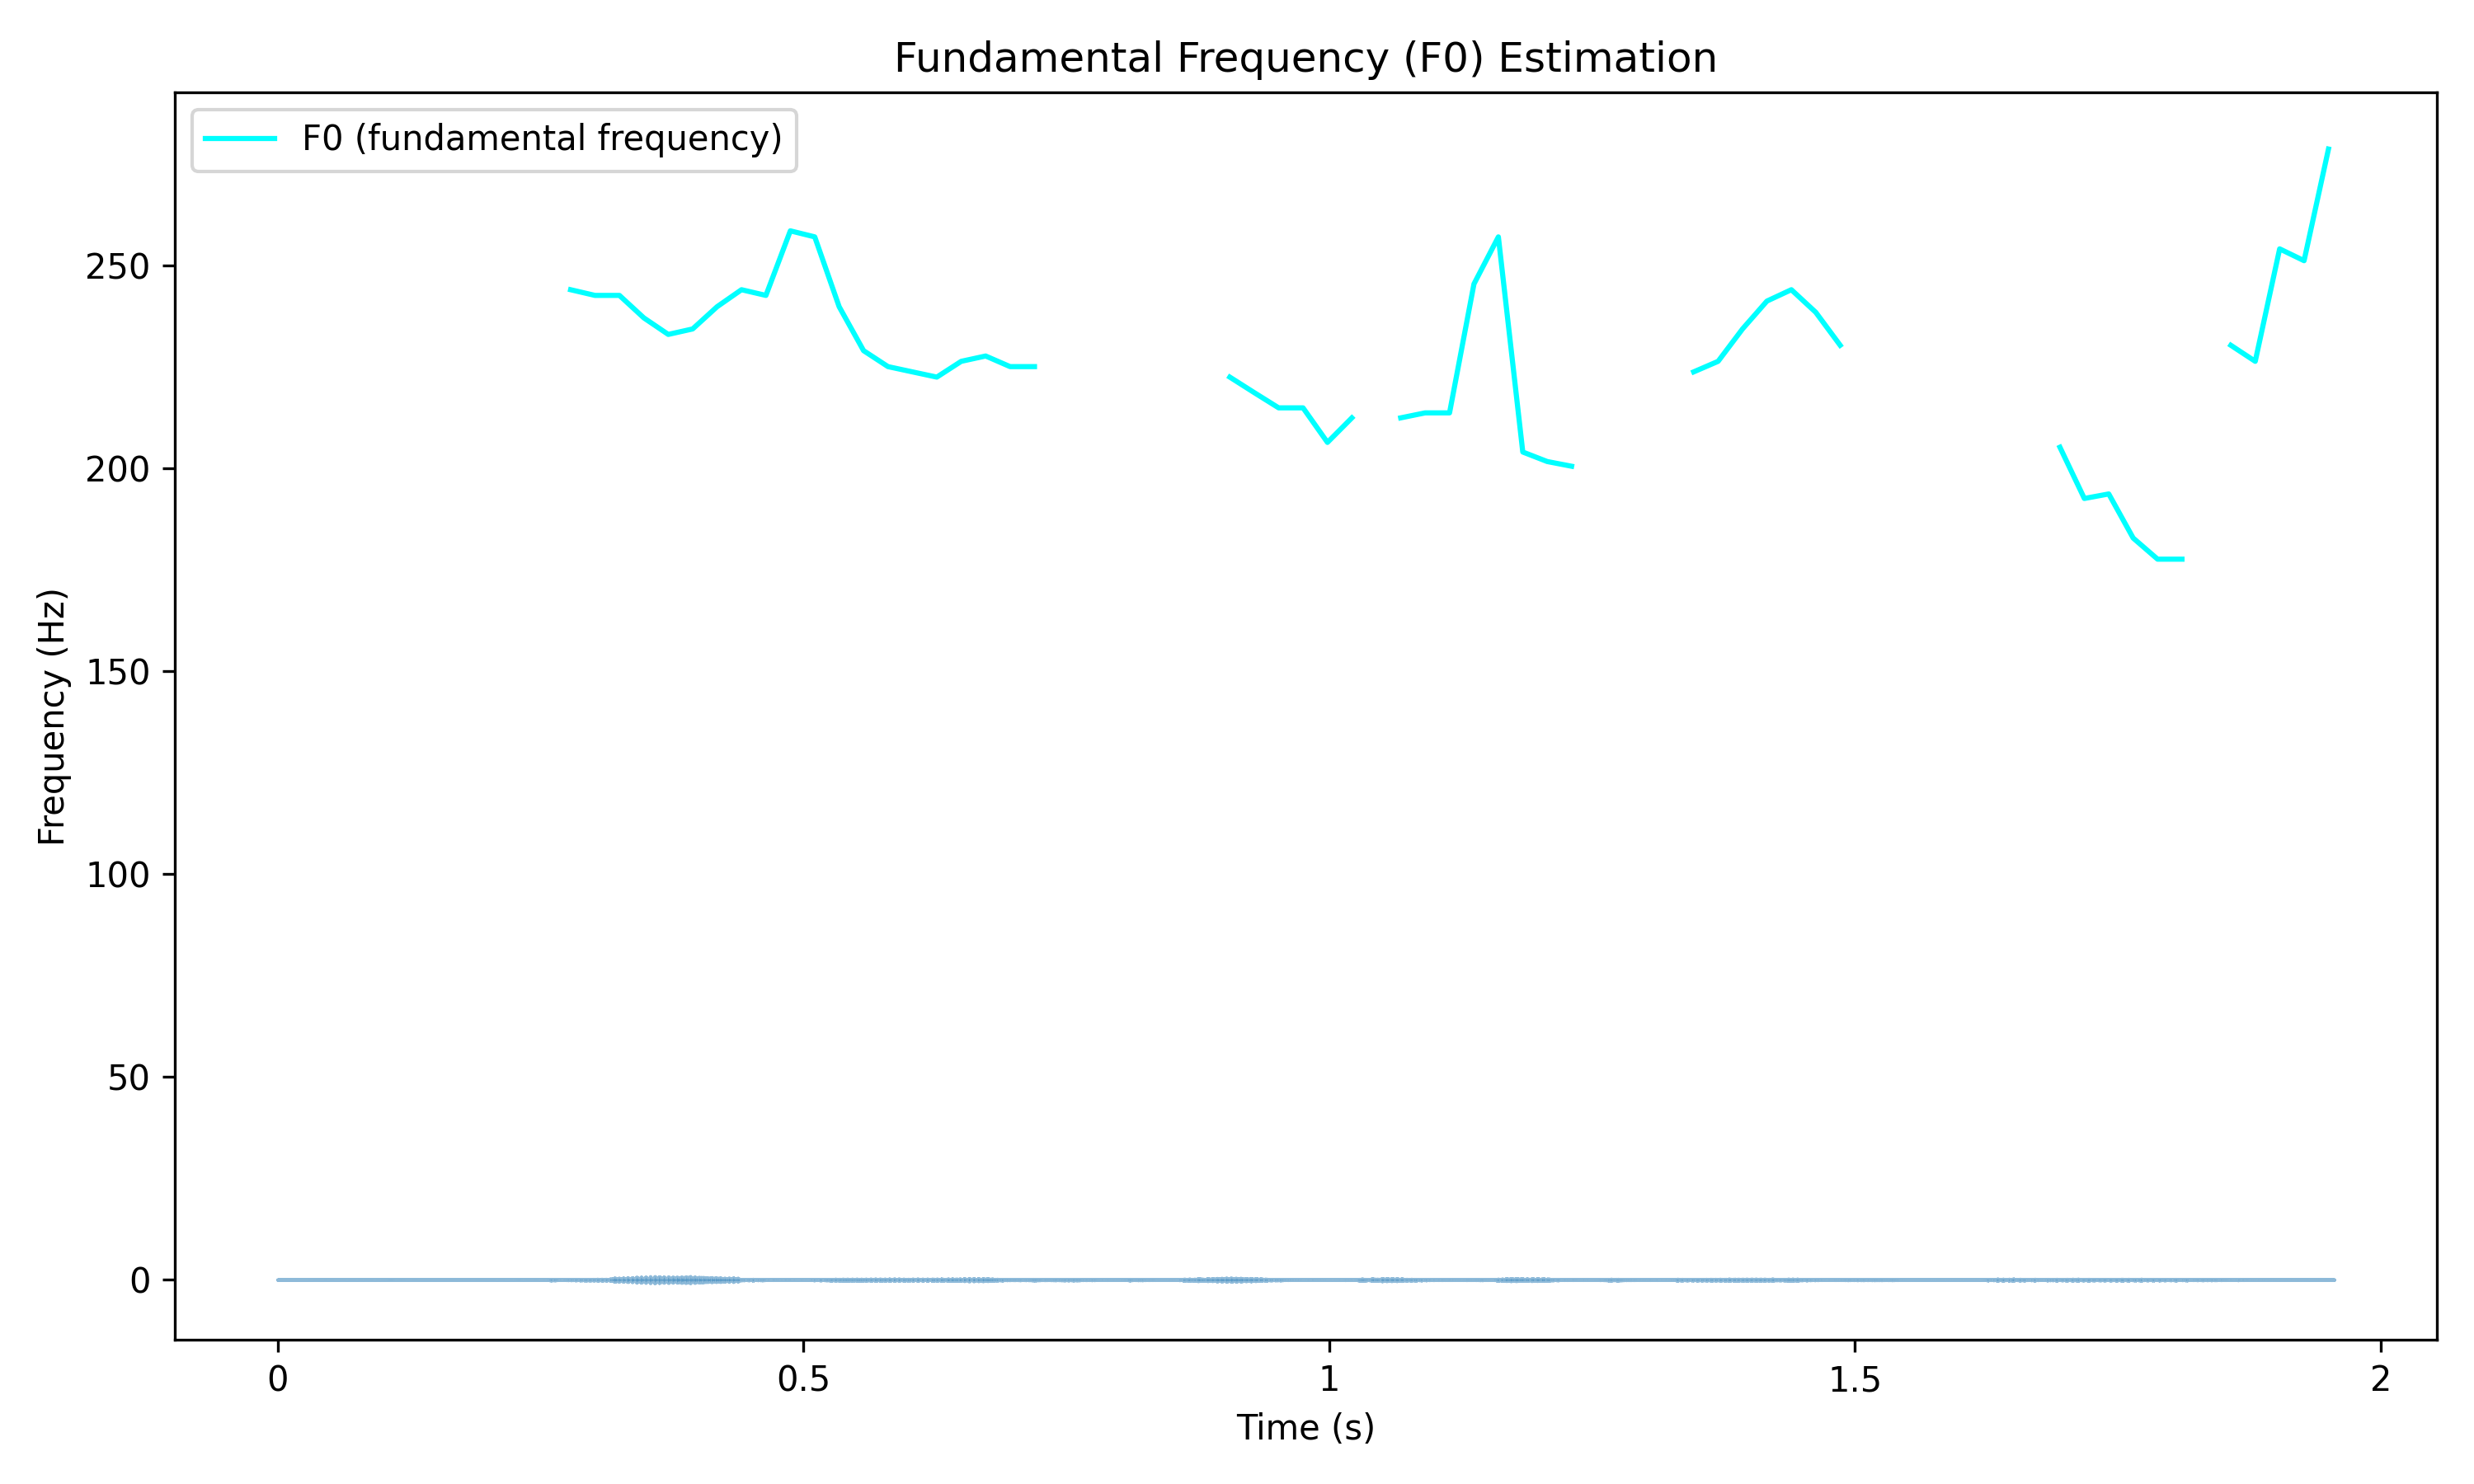 Fundamental Frequency (F0) Estimation
F0 (fundamental frequency)
250
200
150
100
50
0
Frequency (Hz)
0 0.5 1 1.5 2
Time (s)